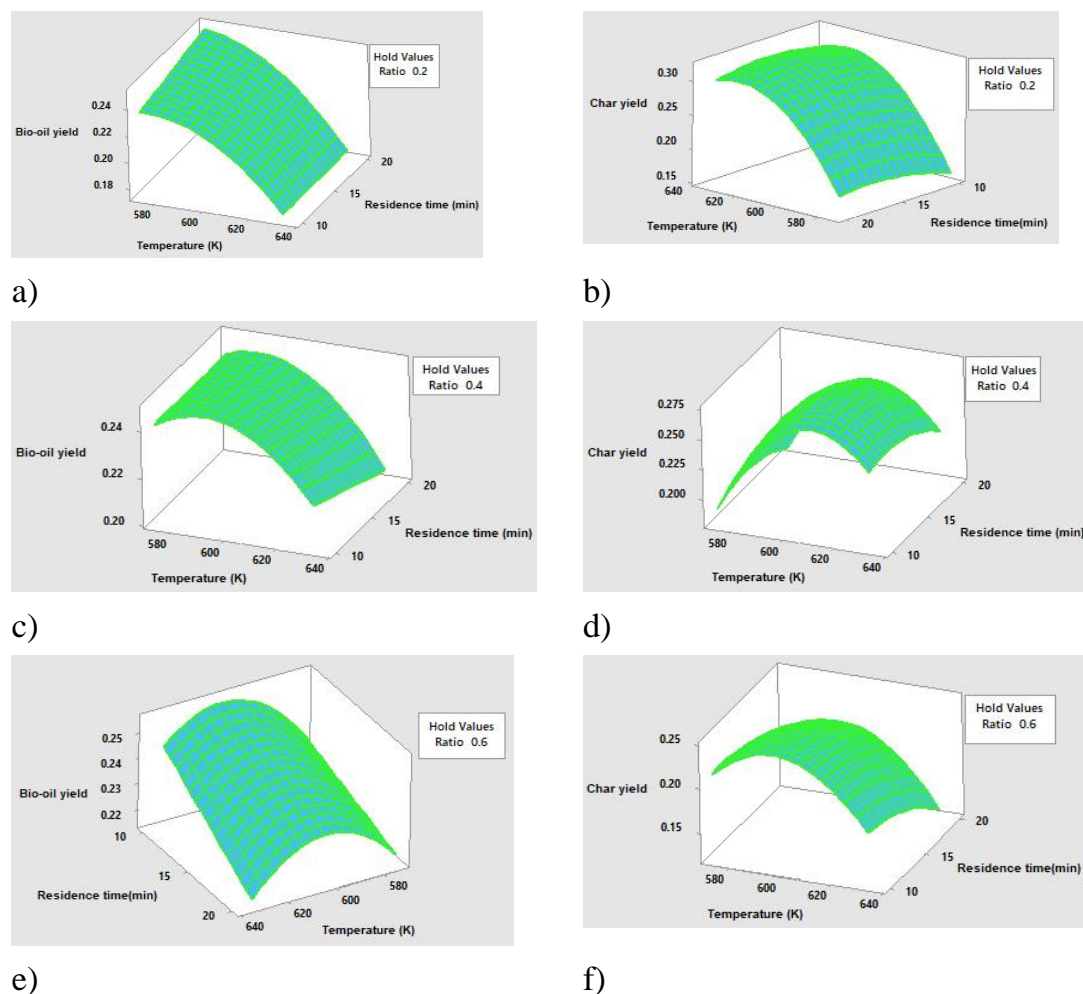 Hold Values
Ratio 0.2
Bio-oil yield
0.24
0.22
0.20
0.18
580
600
620
640
Temperature (K)
10
15
20
Residence time (min)
a)
Hold Values
Ratio 0.2
Char yield
0.30
0.25
0.20
0.15
640
620
600
580
Temperature (K)
20
15
10
Residence time(min)
b)
Hold Values
Ratio 0.4
Bio-oil yield
0.24
0.22
0.20
580
600
620
640
Temperature (K)
10
15
20
Residence time (min)
c)
Hold Values
Ratio 0.4
Char yield
0.275
0.250
0.225
0.200
580
600
620
640
Temperature (K)
10
15
20
Residence time (min)
d)
Hold Values
Ratio 0.6
Bio-oil yield
0.25
0.24
0.23
0.22
10
15
20
Residence time(min)
640
620
600
580
Temperature (K)
e)
Hold Values
Ratio 0.6
Char yield
0.25
0.20
0.15
580
600
620
640
Temperature (K)
10
15
20
Residence time (min)
f)